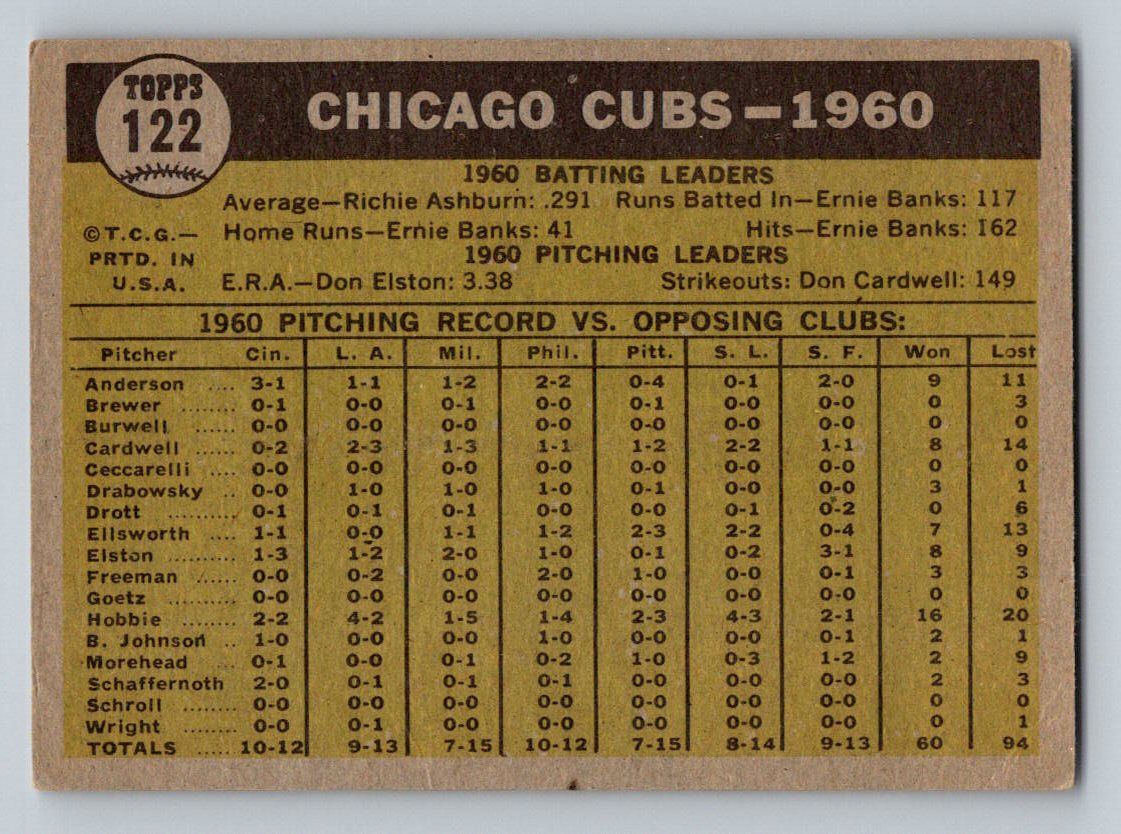 TOPPS
122
CHICAGO CUBS—1960
1960 BATTING LEADERS
Average—Richie Ashburn: .291 Runs Batted In—Ernie Banks: 117
©T.C.G.— Home Runs—Ernie Banks: 41 Hits—Ernie Banks: 162
PRTD. IN 1960 PITCHING LEADERS
U.S.A. E.R.A.—Don Elston: 3.38 Strikeouts: Don Cardwell: 149
1960 PITCHING RECORD VS. OPPOSING CLUBS:
Pitcher Cin. L. A. Mil. Phil. Pitt. S. L. S. F. Won Lost
Anderson .... 3-1 1-1 1-2 2-2 0-4 0-1 2-0 9 11
Brewer ........ 0-1 0-0 0-1 0-0 0-1 0-0 0-0 0 3
Burwell ...... 0-0 0-0 0-0 0-0 0-0 0-0 0-0 0 0
Cardwell ...... 0-2 2-3 1-3 1-1 1-2 2-2 1-1 8 14
Ceccarelli .... 0-0 0-0 0-0 0-0 0-0 0-0 0-0 0 0
Drabowsky .. 0-0 1-0 1-0 1-0 0-1 0-0 0-0 3 1
Drott .......... 0-1 0-1 0-1 0-0 0-0 0-1 0-2 0 6
Ellsworth .... 1-1 0-0 1-1 1-2 2-3 2-2 0-4 7 13
Elston .......... 1-3 1-2 2-0 1-0 0-1 0-2 3-1 8 9
Freeman ...... 0-0 0-2 0-0 2-0 1-0 0-0 0-1 3 3
Goetz .......... 0-0 0-0 0-0 0-0 0-0 0-0 0-0 0 0
Hobbie ........ 2-2 4-2 1-5 1-4 2-3 4-3 2-1 16 20
B. Johnson .. 1-0 0-0 0-0 1-0 0-0 0-0 0-1 2 1
Morehead .... 0-1 0-0 0-1 0-2 1-0 0-3 1-2 2 9
Schaffernoth 2-0 0-1 0-1 0-1 0-0 0-0 0-0 2 3
Schroll ........ 0-0 0-0 0-0 0-0 0-0 0-0 0-0 0 0
Wright ........ 0-0 0-1 0-0 0-0 0-0 0-0 0-0 0 1
TOTALS ..... 10-12 9-13 7-15 10-12 7-15 8-14 9-13 60 94